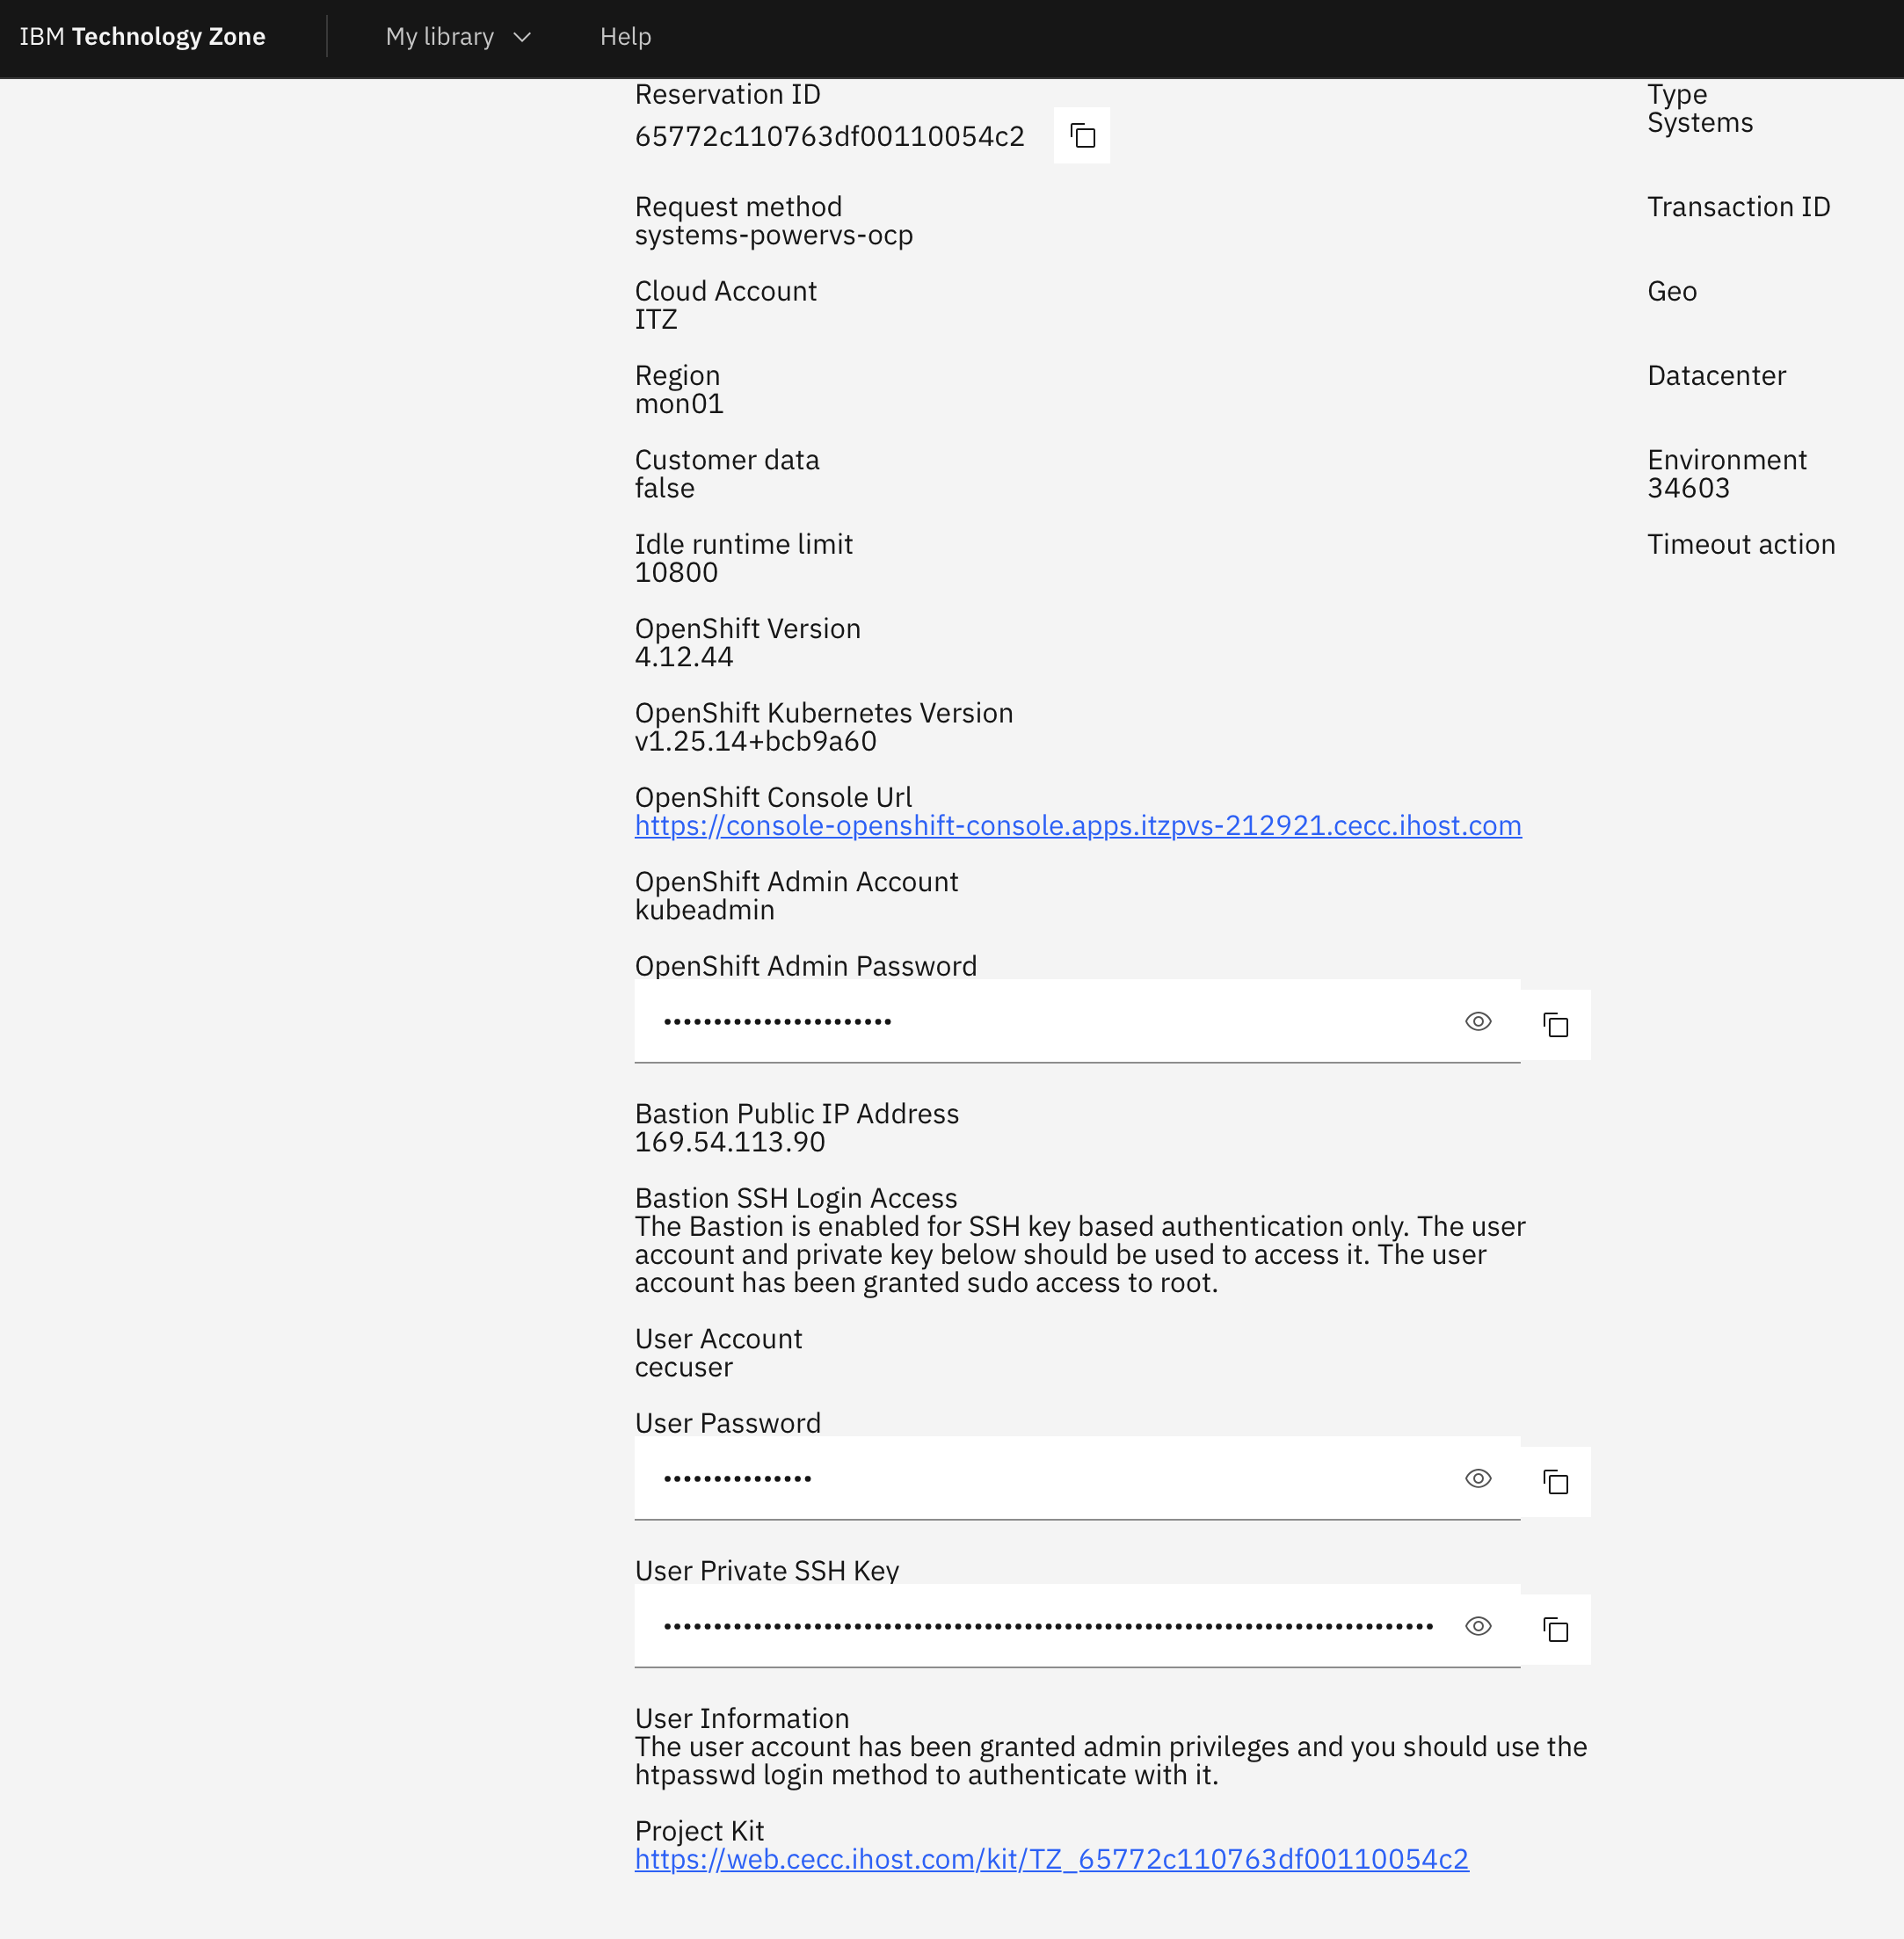 IBM Technology Zone
My library
Help
Reservation ID
65772c110763df00110054c2
Type
Systems
Request method
systems-powervs-ocp
Transaction ID
Cloud Account
ITZ
Geo
Region
mon01
Datacenter
Customer data
false
Environment
34603
Idle runtime limit
10800
Timeout action
OpenShift Version
4.12.44
OpenShift Kubernetes Version
v1.25.14+bcb9a60
OpenShift Console Url
https://console-openshift-console.apps.itzpvs-212921.cecc.ihost.com
OpenShift Admin Account
kubeadmin
OpenShift Admin Password
Bastion Public IP Address
169.54.113.90
Bastion SSH Login Access
The Bastion is enabled for SSH key based authentication only. The user
account and private key below should be used to access it. The user
account has been granted sudo access to root.
User Account
cecuser
User Password
User Private SSH Key
User Information
The user account has been granted admin privileges and you should use the
htpasswd login method to authenticate with it.
Project Kit
https://web.cecc.ihost.com/kit/TZ_65772c110763df00110054c2